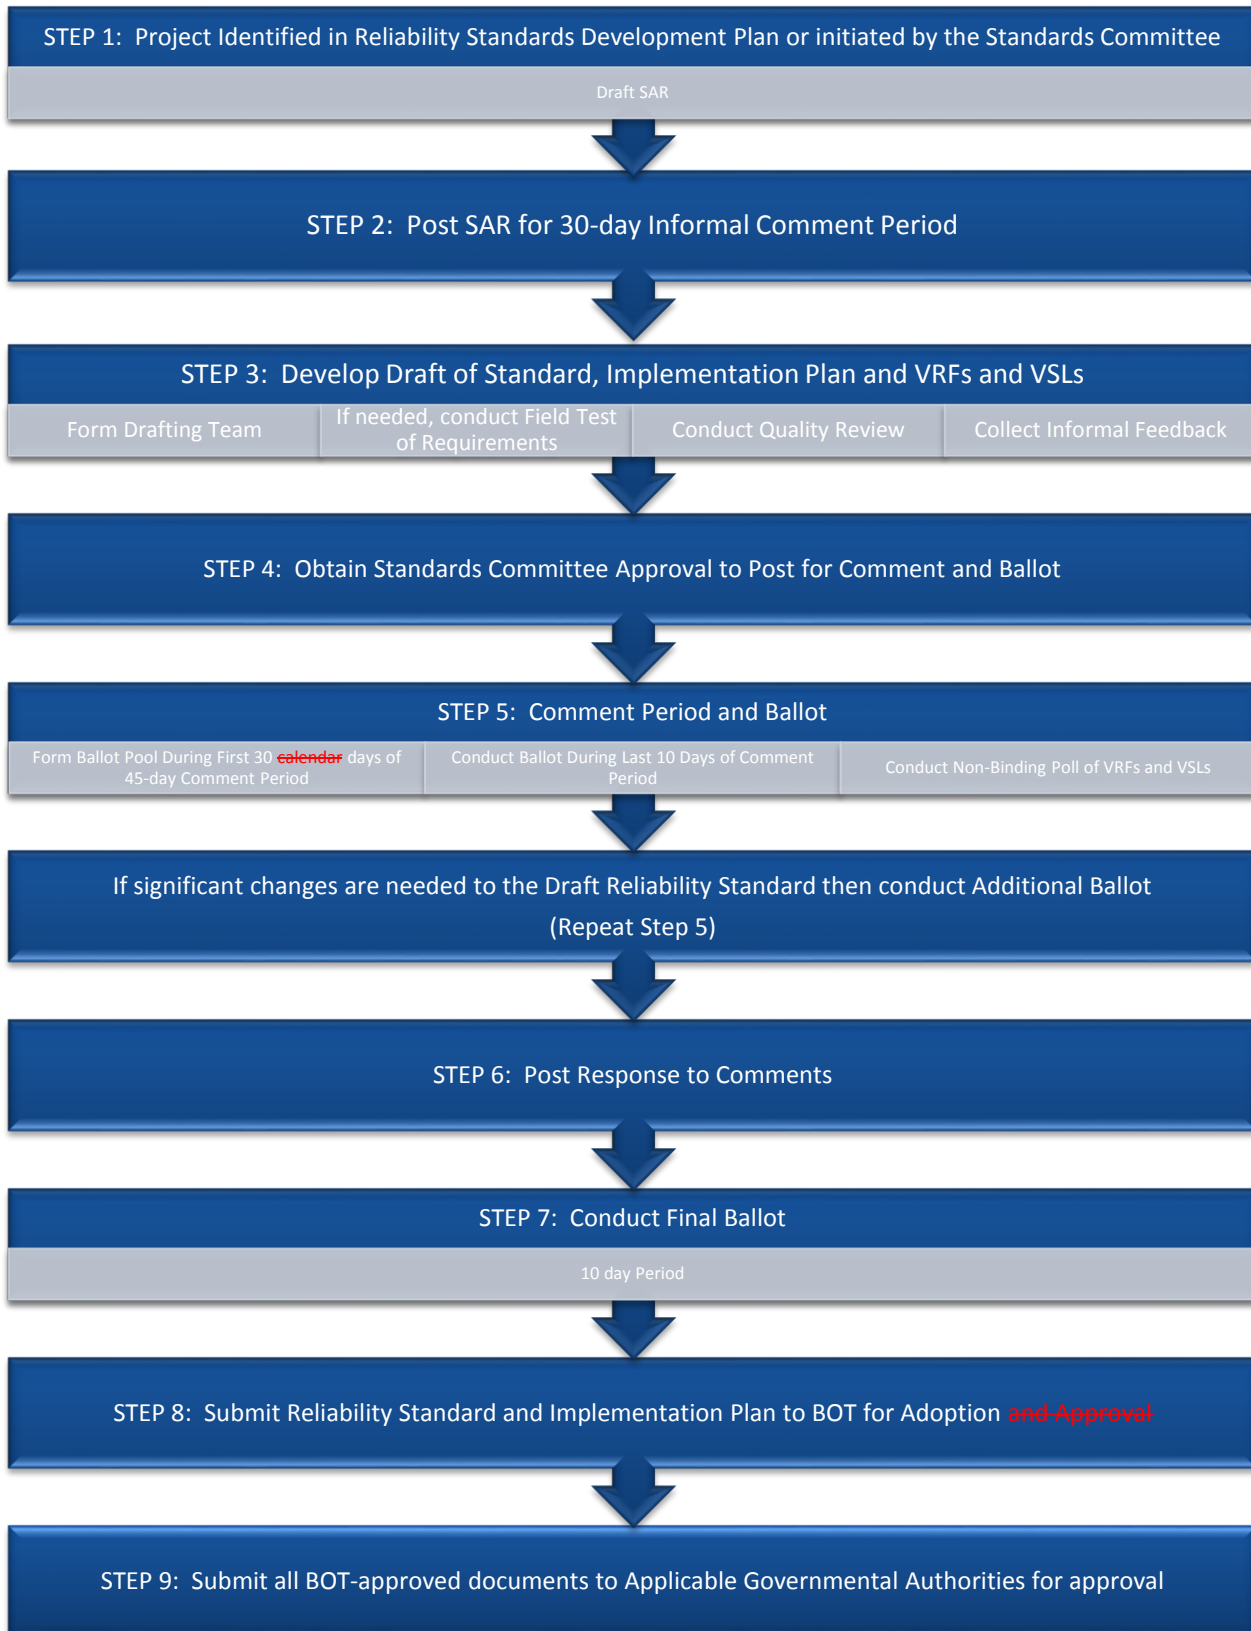 STEP 1: Project Identified in Reliability Standards Development Plan or initiated by the Standards Committee
Draft SAR
STEP 2: Post SAR for 30-day Informal Comment Period
STEP 3: Develop Draft of Standard, Implementation Plan and VRFs and VSLs
Form Drafting Team
If needed, conduct Field Test
of Requirements
Conduct Quality Review
Collect Informal Feedback
STEP 4: Obtain Standards Committee Approval to Post for Comment and Ballot
STEP 5: Comment Period and Ballot
Form Ballot Pool During First 30 calendar days of
45-day Comment Period
Conduct Ballot During Last 10 Days of Comment
Period
Conduct Non-Binding Poll of VRFs and VSLs
If significant changes are needed to the Draft Reliability Standard then conduct Additional Ballot
(Repeat Step 5)
STEP 6: Post Response to Comments
STEP 7: Conduct Final Ballot
10 day Period
STEP 8: Submit Reliability Standard and Implementation Plan to BOT for Adoption and Approval
STEP 9: Submit all BOT-approved documents to Applicable Governmental Authorities for approval